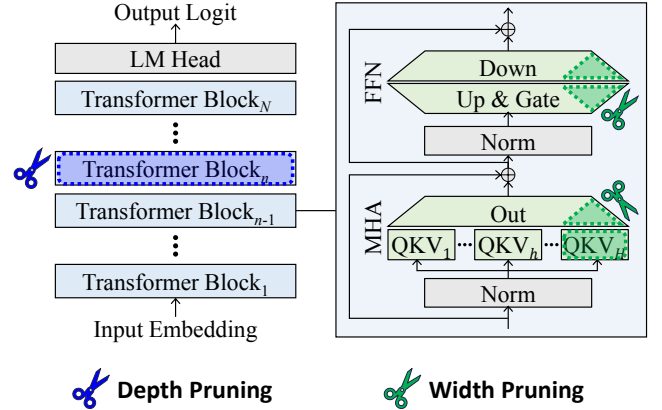 Output Logit
LM Head
Transformer Block_N
Transformer Block_n
Transformer Block_{n-1}
Transformer Block_1
Input Embedding
FFN
Down
Up & Gate
Norm
MHA
Out
QKV_1 ··· QKV_h ··· QKV_H
Norm
Depth Pruning
Width Pruning